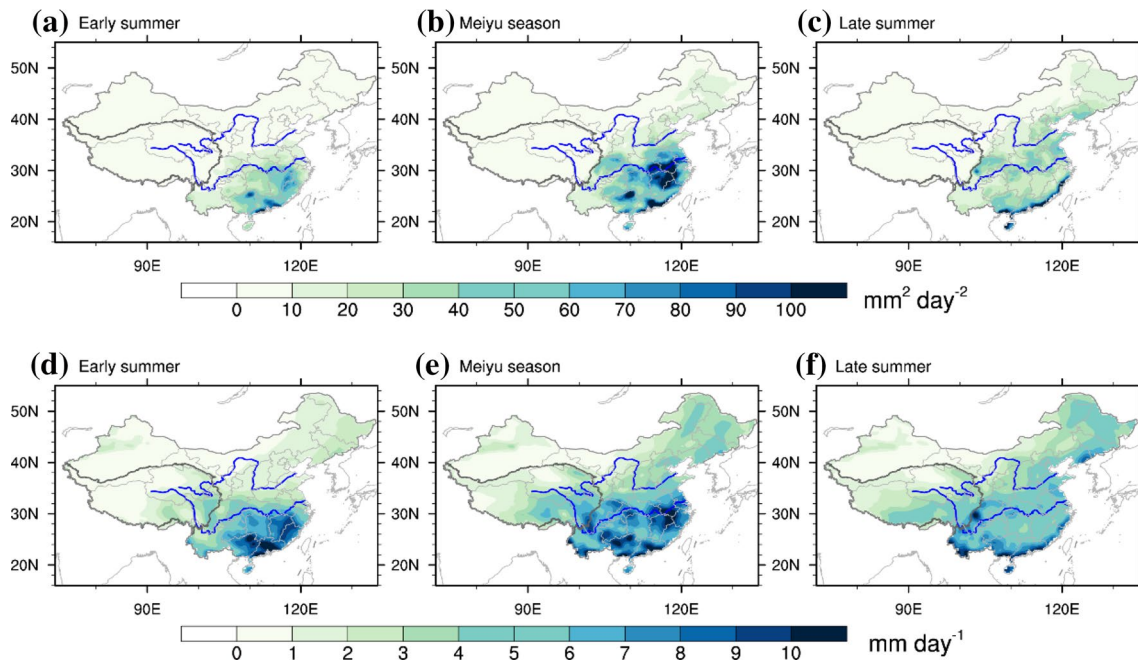 (a) Early summer (b) Meiyu season (c) Late summer
50N 50N 50N
40N 40N 40N
30N 30N 30N
20N 20N 20N
90E 120E 90E 120E 90E 120E
0 10 20 30 40 50 60 70 80 90 100 mm² day⁻²
(d) Early summer (e) Meiyu season (f) Late summer
50N 50N 50N
40N 40N 40N
30N 30N 30N
20N 20N 20N
90E 120E 90E 120E 90E 120E
0 1 2 3 4 5 6 7 8 9 10 mm day⁻¹